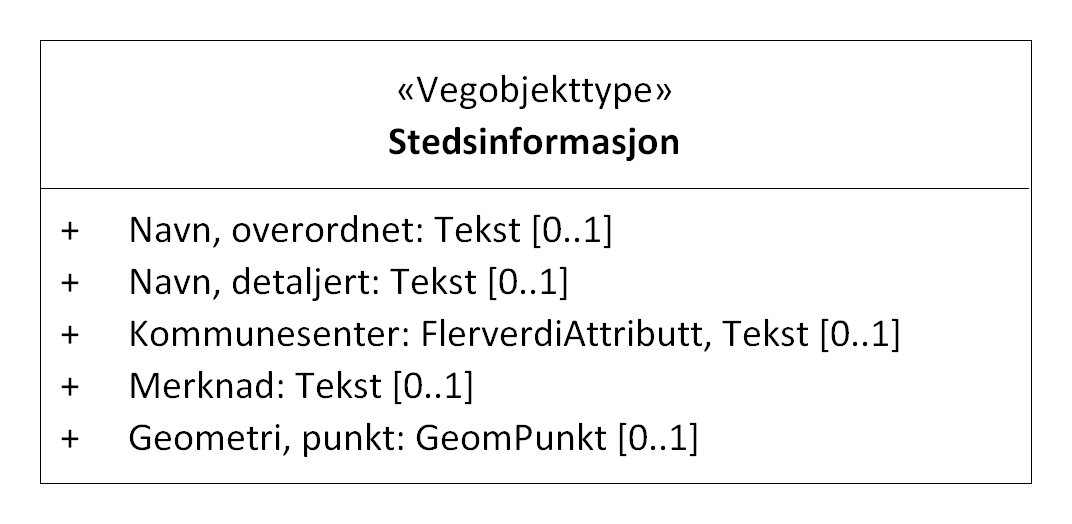 «Vegobjekttype»
Stedsinformasjon
+ Navn, overordnet: Tekst [0..1]
+ Navn, detaljert: Tekst [0..1]
+ Kommunesenter: FlerverdiAttributt, Tekst [0..1]
+ Merknad: Tekst [0..1]
+ Geometri, punkt: GeomPunkt [0..1]